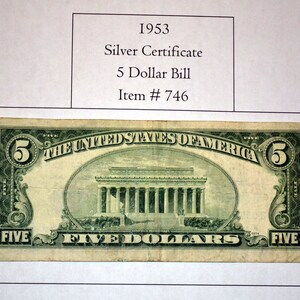 1953
Silver Certificate
5 Dollar Bill
Item # 746
5 THE UNITED STATES OF AMERICA 5
FIVE FIVE DOLLARS FIVE